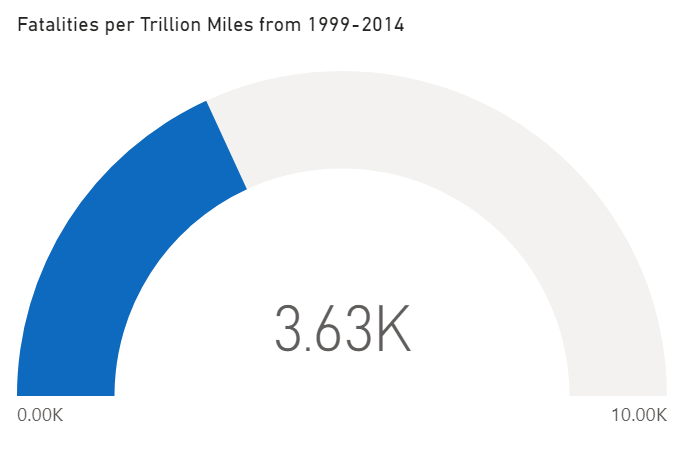 Fatalities per Trillion Miles from 1999-2014
3.63K
0.00K
10.00K